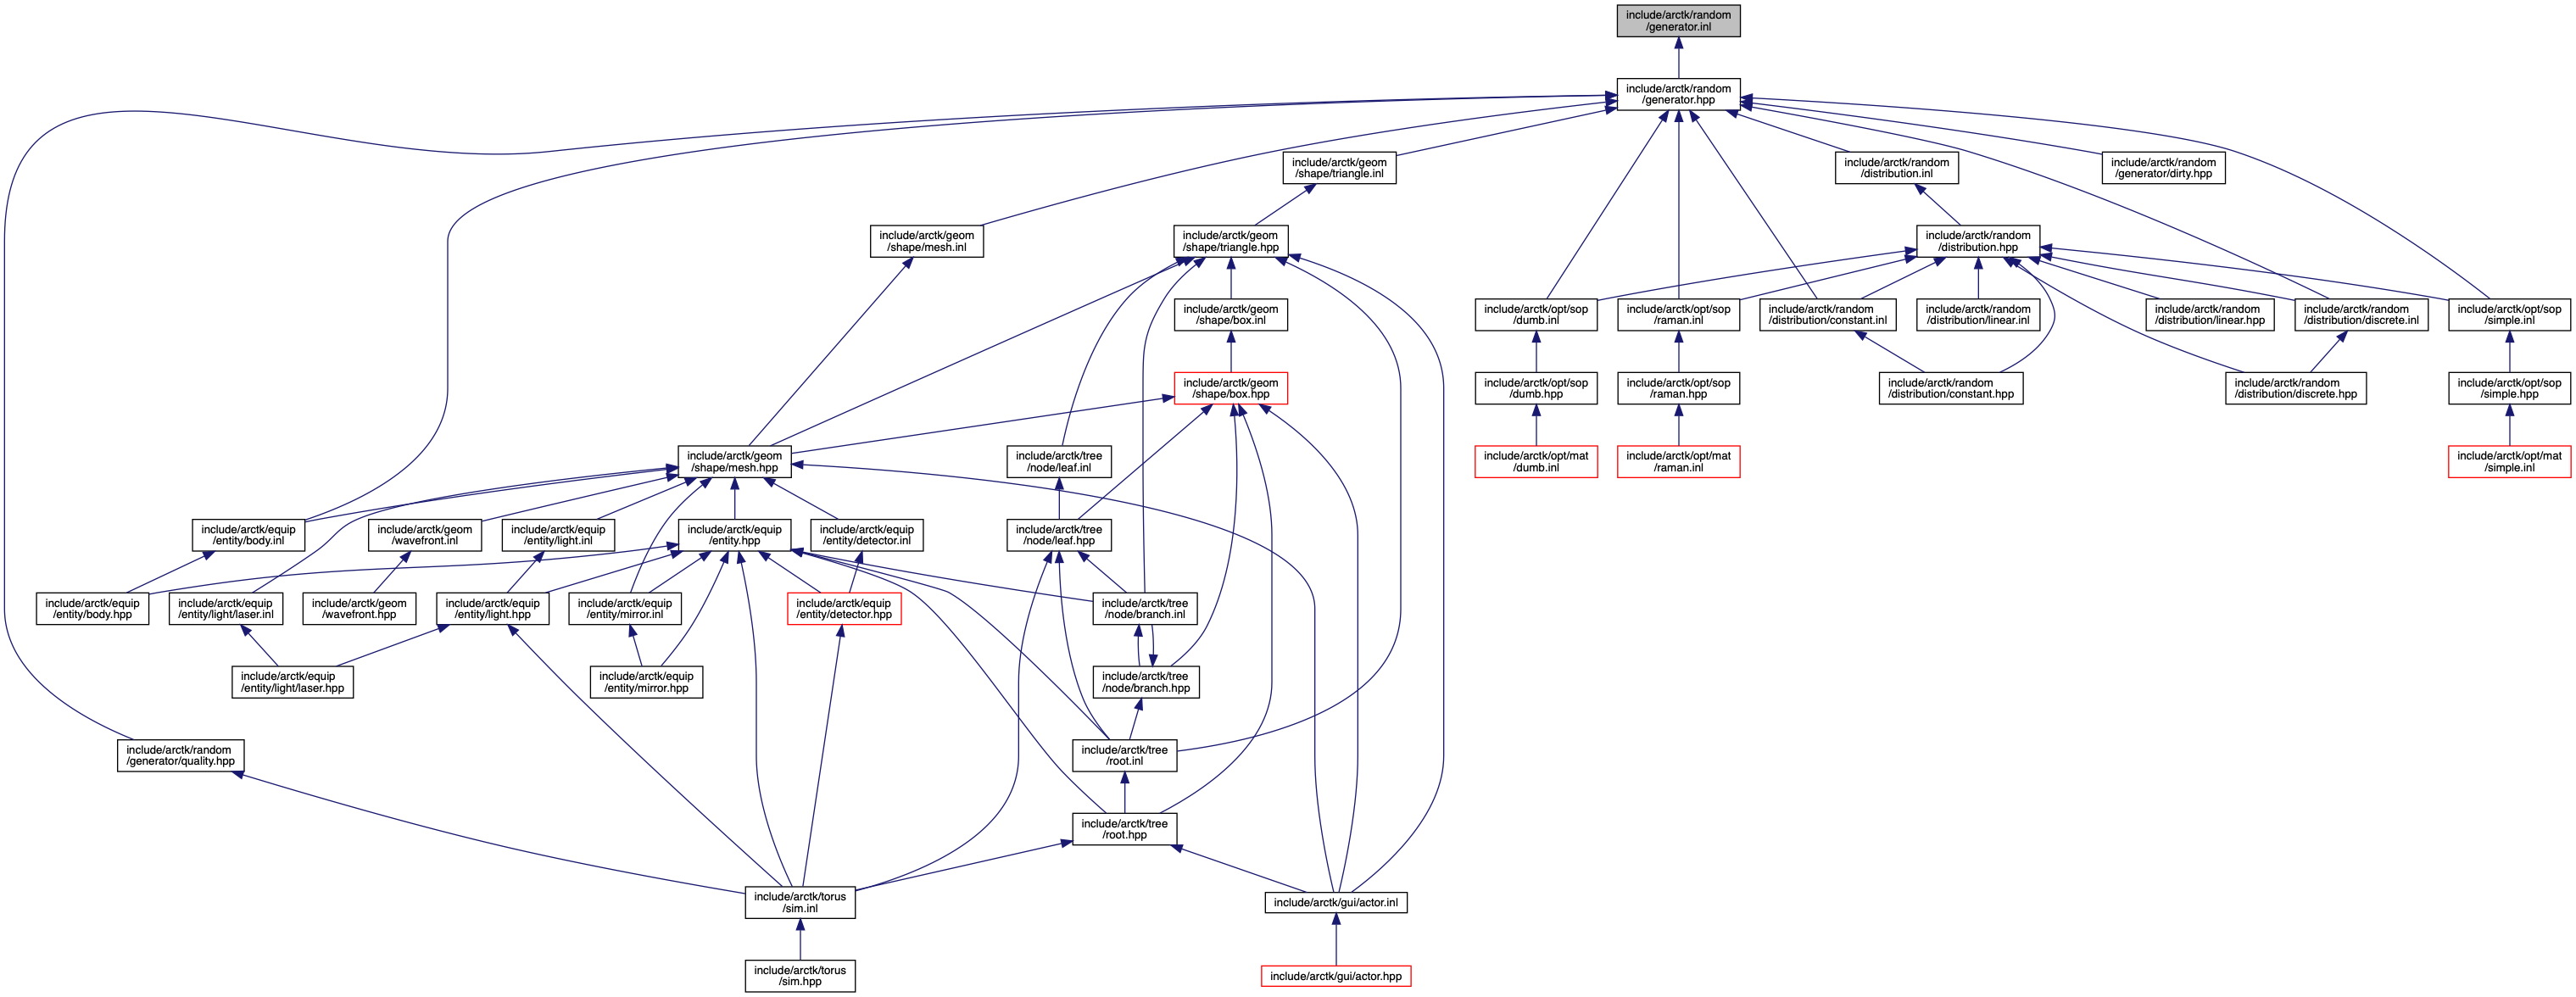 include/arctk/random
/generator.inl
include/arctk/random
/generator.hpp
include/arctk/geom
/shape/triangle.inl
include/arctk/random
/distribution.inl
include/arctk/random
/generator/dirty.hpp
include/arctk/geom
/shape/mesh.inl
include/arctk/geom
/shape/triangle.hpp
include/arctk/random
/distribution.hpp
include/arctk/geom
/shape/box.inl
include/arctk/opt/sop
/dumb.inl
include/arctk/opt/sop
/raman.inl
include/arctk/random
/distribution/constant.inl
include/arctk/random
/distribution/linear.inl
include/arctk/random
/distribution/linear.hpp
include/arctk/random
/distribution/discrete.inl
include/arctk/opt/sop
/simple.inl
include/arctk/geom
/shape/box.hpp
include/arctk/opt/sop
/dumb.hpp
include/arctk/opt/sop
/raman.hpp
include/arctk/random
/distribution/constant.hpp
include/arctk/random
/distribution/discrete.hpp
include/arctk/opt/sop
/simple.hpp
include/arctk/geom
/shape/mesh.hpp
include/arctk/tree
/node/leaf.inl
include/arctk/opt/mat
/dumb.inl
include/arctk/opt/mat
/raman.inl
include/arctk/opt/mat
/simple.inl
include/arctk/equip
/entity/body.inl
include/arctk/geom
/wavefront.inl
include/arctk/equip
/entity/light.inl
include/arctk/equip
/entity.hpp
include/arctk/equip
/entity/detector.inl
include/arctk/tree
/node/leaf.hpp
include/arctk/equip
/entity/body.hpp
include/arctk/equip
/entity/light/laser.inl
include/arctk/geom
/wavefront.hpp
include/arctk/equip
/entity/light.hpp
include/arctk/equip
/entity/mirror.inl
include/arctk/equip
/entity/detector.hpp
include/arctk/tree
/node/branch.inl
include/arctk/equip
/entity/light/laser.hpp
include/arctk/equip
/entity/mirror.hpp
include/arctk/tree
/node/branch.hpp
include/arctk/random
/generator/quality.hpp
include/arctk/tree
/root.inl
include/arctk/tree
/root.hpp
include/arctk/torus
/sim.inl
include/arctk/gui/actor.inl
include/arctk/torus
/sim.hpp
include/arctk/gui/actor.hpp